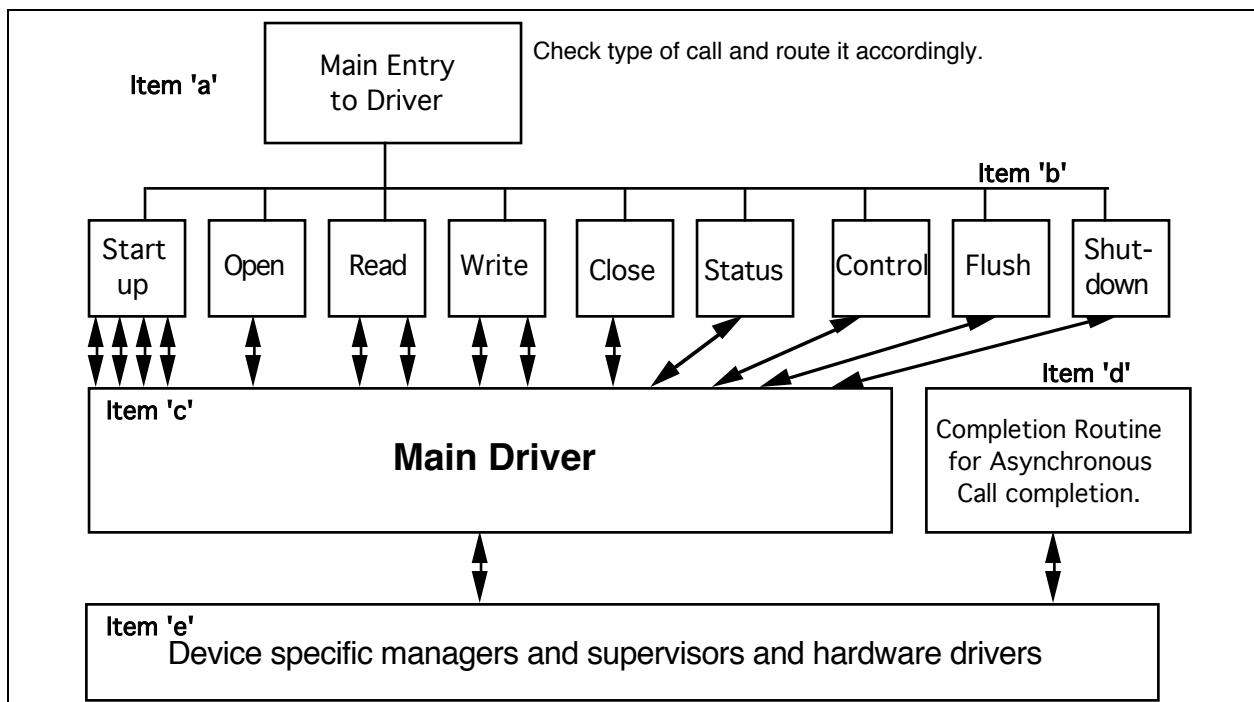 Check type of call and route it accordingly.
Item 'a'
Main Entry
to Driver
Item 'b'
Start
up
Open
Read
Write
Close
Status
Control
Flush
Shut-
down
Item 'c'
Main Driver
Item 'd'
Completion Routine
for Asynchronous
Call completion.
Item 'e'
Device specific managers and supervisors and hardware drivers